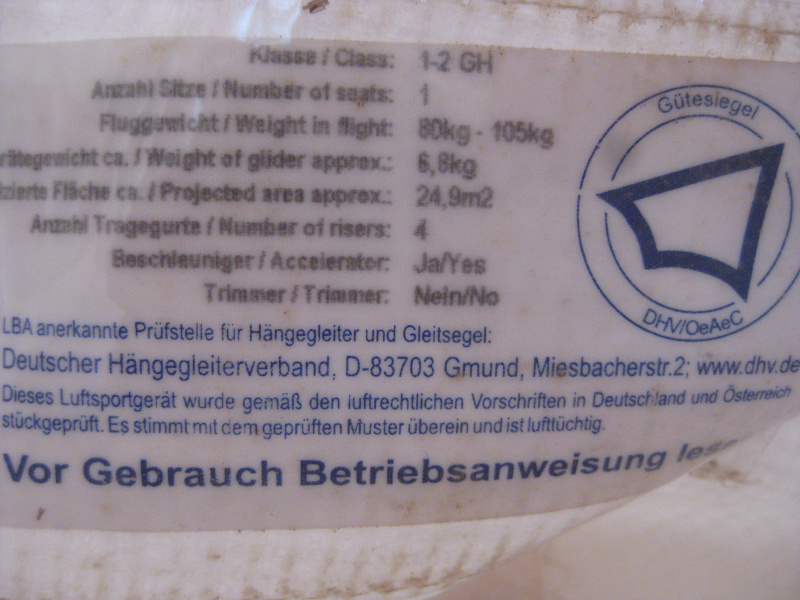 Klasse / Class: 1-2 GH
Anzahl Sitze / Number of seats: 1
Fluggewicht / Weight in flight: 80kg - 105kg
rätegewicht ca. / Weight of glider approx.: 6,8kg
zierte Fläche ca. / Projected area approx.: 24,9m2
Anzahl Tragegurte / Number of risers: 4
Beschleuniger / Accelerator: Ja/Yes
Trimmer / Trimmer: Nein/No
Gütesiegel
DHV/OeAeC
LBA anerkannte Prüfstelle für Hängegleiter und Gleitsegel:
Deutscher Hängegleiterverband, D-83703 Gmund, Miesbacherstr.2; www.dhv.de
Dieses Luftsportgerät wurde gemäß den luftrechtlichen Vorschriften in Deutschland und Österreich
stückgeprüft. Es stimmt mit dem geprüften Muster überein und ist lufttüchtig.
Vor Gebrauch Betriebsanweisung lese